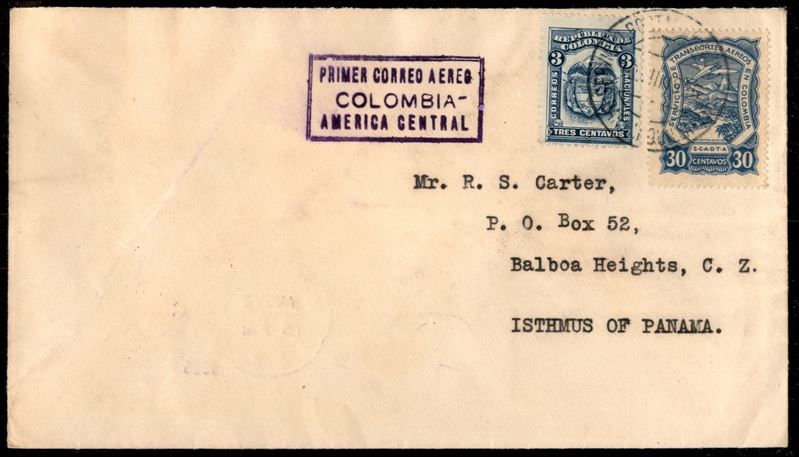 PRIMER CORREO AEREO
COLOMBIA-
AMERICA CENTRAL
REPUBLICA DE
COLOMBIA
3 3
CORREOS
NACIONALES
TRES CENTAVOS
SERVICIO DE TRANSPORTES AEREOS EN COLOMBIA
S·C·A·D·T·A
30 CENTAVOS 30
Mr. R. S. Carter,
P. O. Box 52,
Balboa Heights, C. Z.
ISTHMUS OF PANAMA.